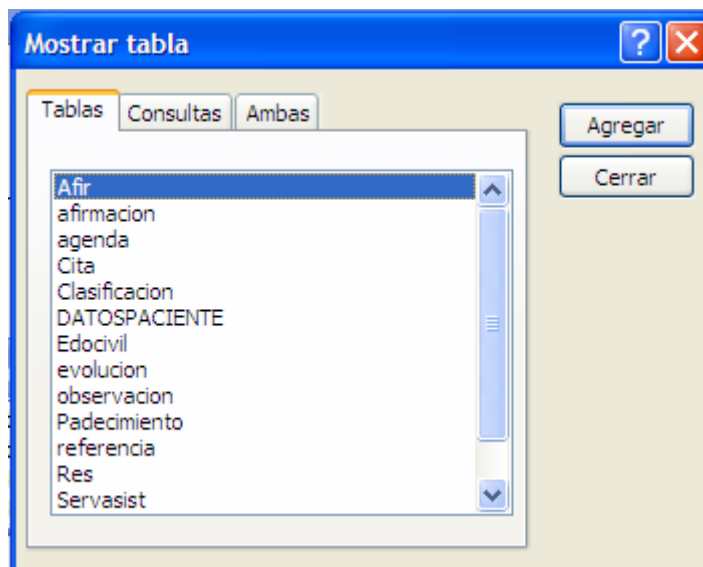 Mostrar tabla
Tablas Consultas Ambas
Agregar
Cerrar
Afir
afirmacion
agenda
Cita
Clasificacion
DATOSPACIENTE
Edocivil
evolucion
observacion
Padecimiento
referencia
Res
Servasist